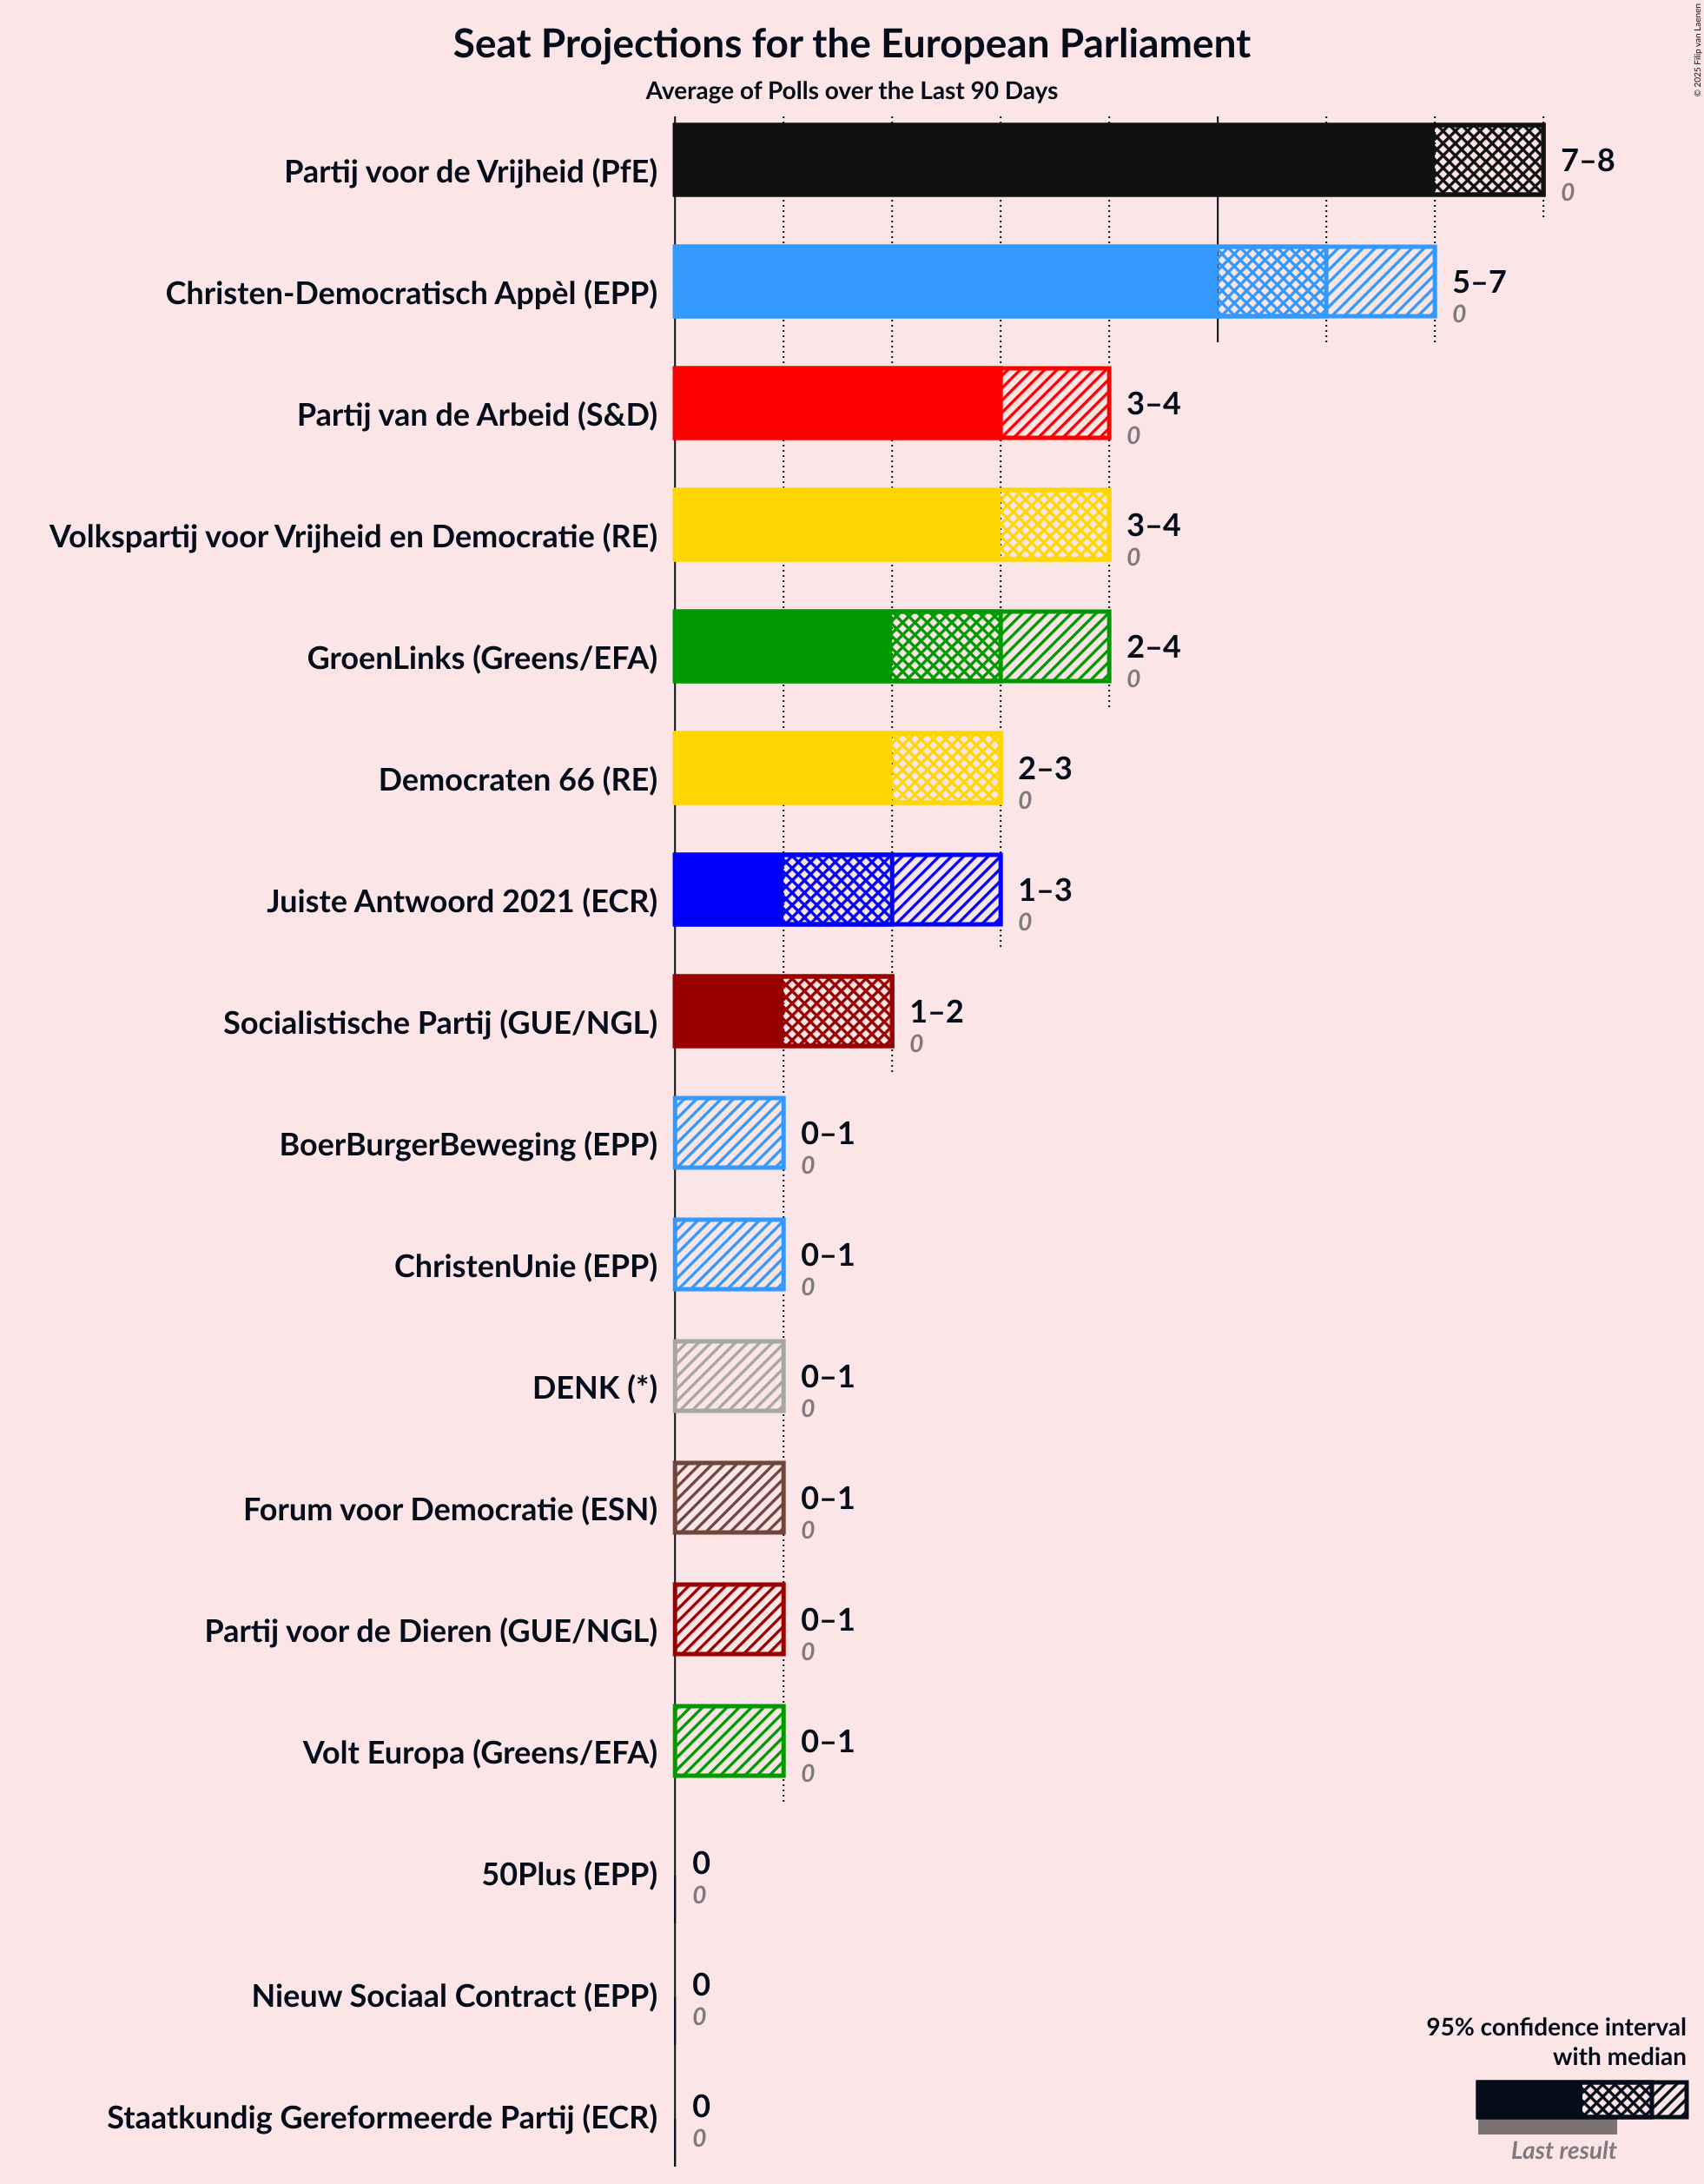 Seat Projections for the European Parliament
Average of Polls over the Last 90 Days
© 2025 Filip van Laenen
Partij voor de Vrijheid (PfE)
7–8
0
Christen-Democratisch Appèl (EPP)
5–7
0
Partij van de Arbeid (S&D)
3–4
0
Volkspartij voor Vrijheid en Democratie (RE)
3–4
0
GroenLinks (Greens/EFA)
2–4
0
Democraten 66 (RE)
2–3
0
Juiste Antwoord 2021 (ECR)
1–3
0
Socialistische Partij (GUE/NGL)
1–2
0
BoerBurgerBeweging (EPP)
0–1
0
ChristenUnie (EPP)
0–1
0
DENK (*)
0–1
0
Forum voor Democratie (ESN)
0–1
0
Partij voor de Dieren (GUE/NGL)
0–1
0
Volt Europa (Greens/EFA)
0–1
0
50Plus (EPP)
0
0
Nieuw Sociaal Contract (EPP)
0
0
Staatkundig Gereformeerde Partij (ECR)
0
0
95% confidence interval
with median
Last result